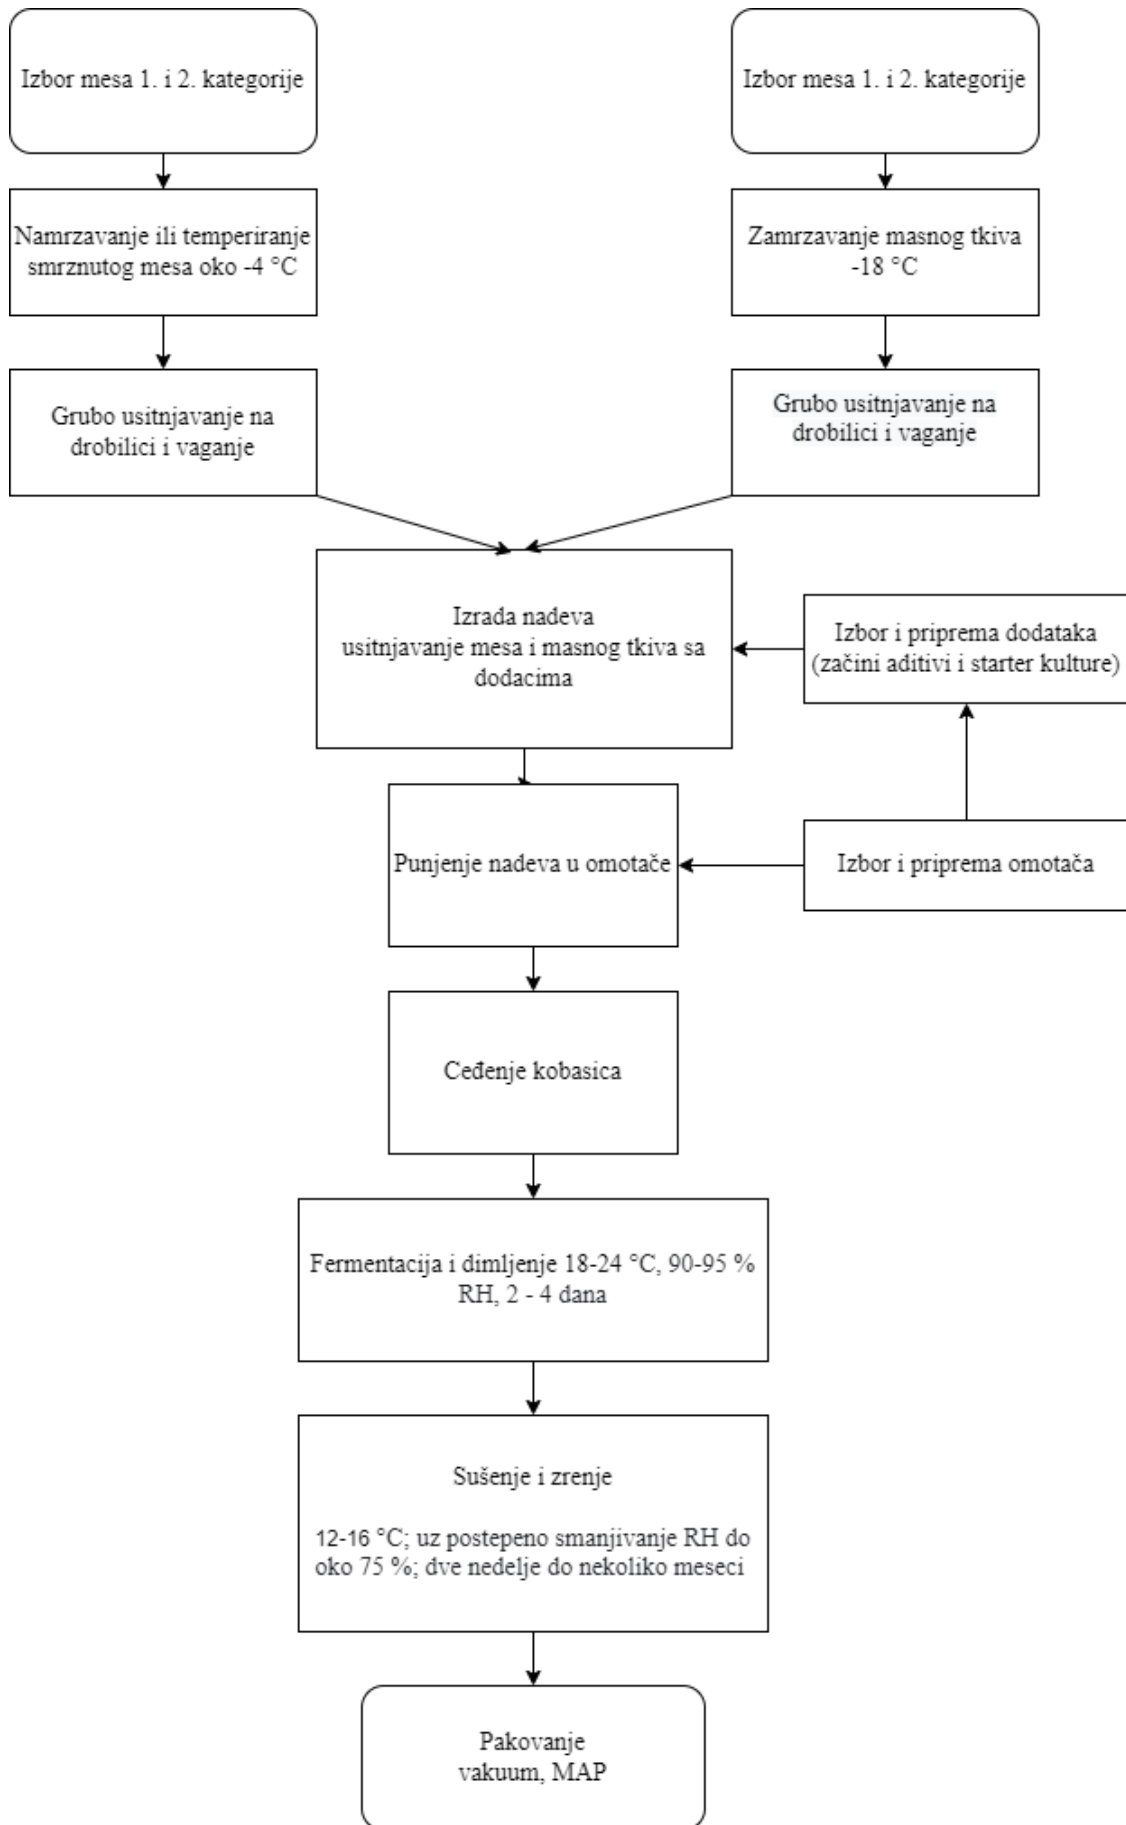 Izbor mesa 1. i 2. kategorije
Izbor mesa 1. i 2. kategorije
Namrzavanje ili temperiranje
smrznutog mesa oko -4 °C
Zamrzavanje masnog tkiva
-18 °C
Grubo usitnjavanje na
drobilici i vaganje
Grubo usitnjavanje na
drobilici i vaganje
Izrada nadeva
usitnjavanje mesa i masnog tkiva sa
dodacima
Izbor i priprema dodataka
(začini aditivi i starter kulture)
Punjenje nadeva u omotače
Izbor i priprema omotača
Ceđenje kobasica
Fermentacija i dimljenje 18-24 °C, 90-95 %
RH, 2 - 4 dana
Sušenje i zrenje
12-16 °C; uz postepeno smanjivanje RH do
oko 75 %; dve nedelje do nekoliko meseci
Pakovanje
vakuum, MAP